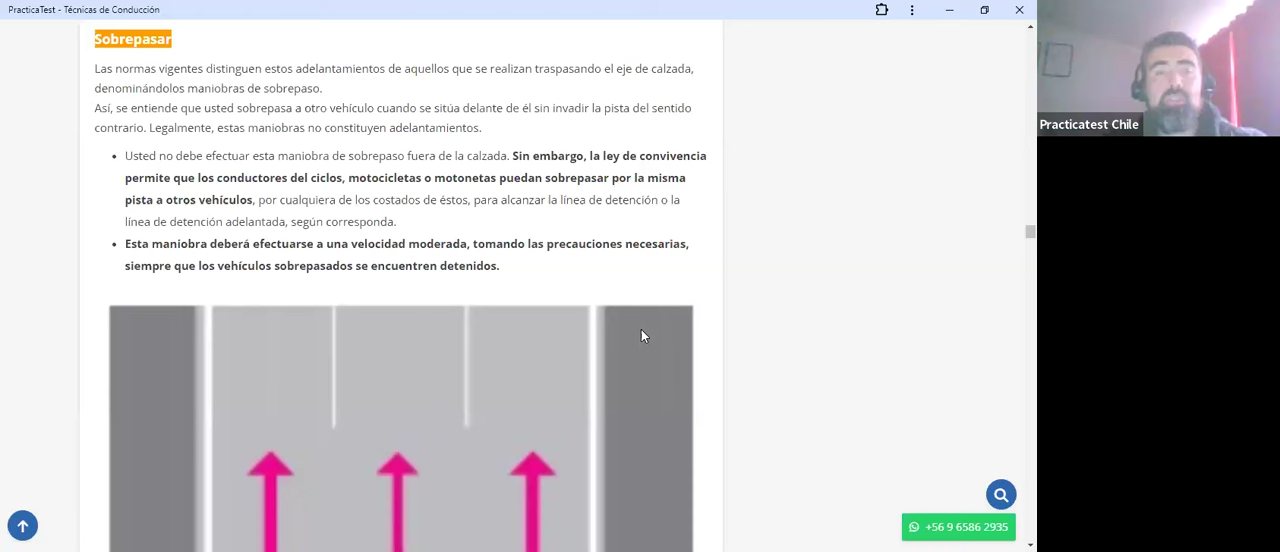 PracticaTest - Técnicas de Conducción
Sobrepasar
Las normas vigentes distinguen estos adelantamientos de aquellos que se realizan traspasando el eje de calzada,
denominándolos maniobras de sobrepaso.
Así, se entiende que usted sobrepasa a otro vehículo cuando se sitúa delante de él sin invadir la pista del sentido
contrario. Legalmente, estas maniobras no constituyen adelantamientos.
• Usted no debe efectuar esta maniobra de sobrepaso fuera de la calzada. Sin embargo, la ley de convivencia
permite que los conductores del ciclos, motocicletas o motonetas puedan sobrepasar por la misma
pista a otros vehículos, por cualquiera de los costados de éstos, para alcanzar la línea de detención o la
línea de detención adelantada, según corresponda.
• Esta maniobra deberá efectuarse a una velocidad moderada, tomando las precauciones necesarias,
siempre que los vehículos sobrepasados se encuentren detenidos.
Practicatest Chile
+56 9 6586 2935